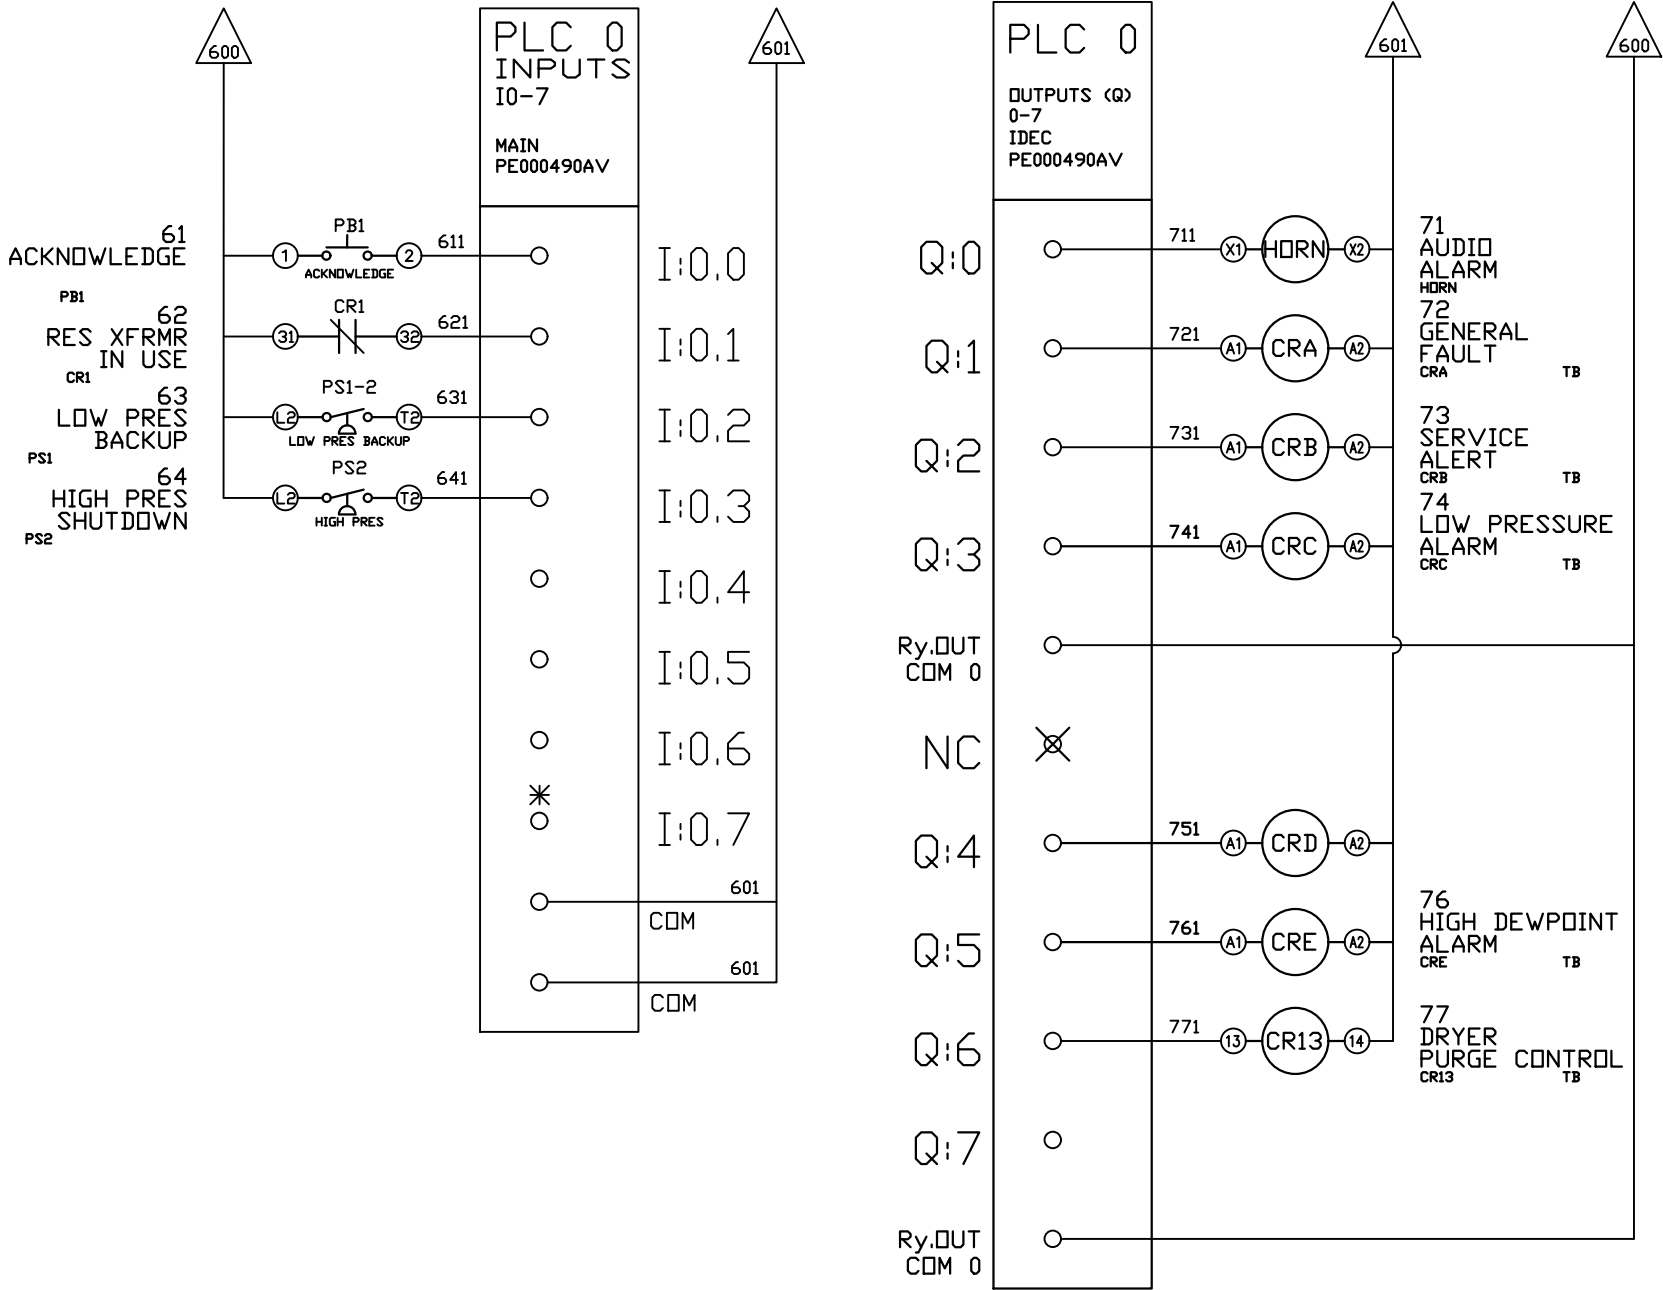 600
PLC 0
INPUTS
I0-7
MAIN
PE000490AV
601
61
ACKNOWLEDGE
PB1
1
PB1
2
ACKNOWLEDGE
611
I:0.0
62
RES XFRMR
IN USE
CR1
31
CR1
32
621
I:0.1
63
LOW PRES
BACKUP
PS1
L2
PS1-2
T2
LOW PRES BACKUP
631
I:0.2
64
HIGH PRES
SHUTDOWN
PS2
L2
PS2
T2
HIGH PRES
641
I:0.3
I:0.4
I:0.5
I:0.6
I:0.7
601
COM
601
COM
PLC 0
OUTPUTS (Q)
0-7
IDEC
PE000490AV
601
600
Q:0
711
X1
HORN
X2
71
AUDIO
ALARM
HORN
Q:1
721
A1
CRA
A2
72
GENERAL
FAULT
CRA TB
Q:2
731
A1
CRB
A2
73
SERVICE
ALERT
CRB TB
Q:3
741
A1
CRC
A2
74
LOW PRESSURE
ALARM
CRC TB
Ry.OUT
COM 0
NC
Q:4
751
A1
CRD
A2
Q:5
761
A1
CRE
A2
76
HIGH DEWPOINT
ALARM
CRE TB
Q:6
771
13
CR13
14
77
DRYER
PURGE CONTROL
CR13 TB
Q:7
Ry.OUT
COM 0